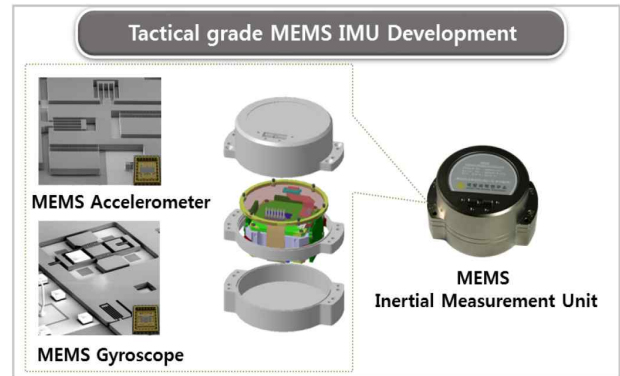 Tactical grade MEMS IMU Development
MEMS Accelerometer
MEMS Gyroscope
MEMS
Inertial Measurement Unit